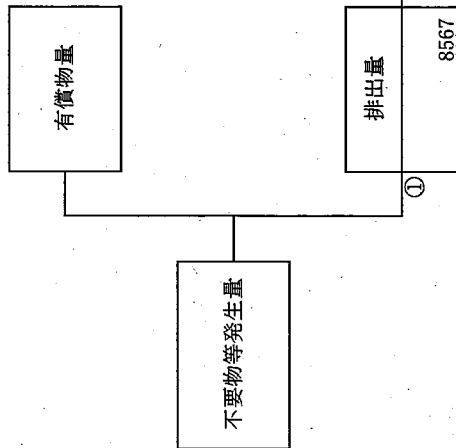 有償物量
不要物等発生量
排出量
①
8567